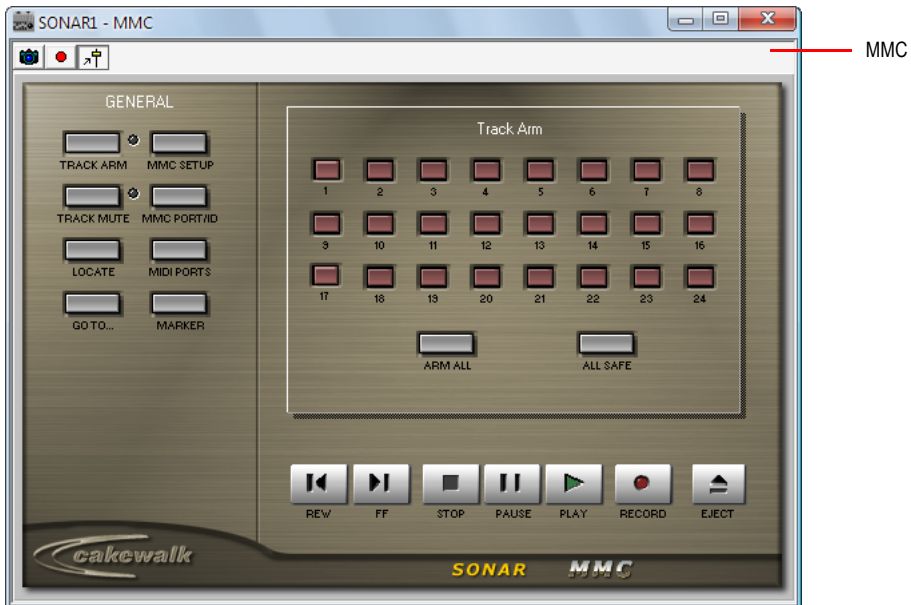 SONAR1 - MMC
MMC
GENERAL
TRACK ARM MMC SETUP
TRACK MUTE MMC PORT/ID
LOCATE MIDI PORTS
GO TO... MARKER
Track Arm
1 2 3 4 5 6 7 8
9 10 11 12 13 14 15 16
17 18 19 20 21 22 23 24
ARM ALL ALL SAFE
REW FF STOP PAUSE PLAY RECORD EJECT
cakewalk
SONAR MMC